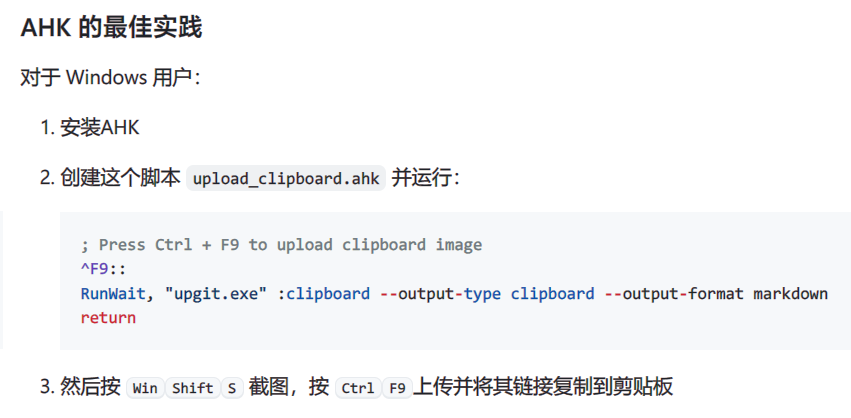 AHK 的最佳实践
对于 Windows 用户：
1. 安装AHK
2. 创建这个脚本 upload_clipboard.ahk 并运行：
; Press Ctrl + F9 to upload clipboard image
^F9::
RunWait, "upgit.exe" :clipboard --output-type clipboard --output-format markdown
return
3. 然后按 Win Shift S 截图，按 Ctrl F9 上传并将其链接复制到剪贴板